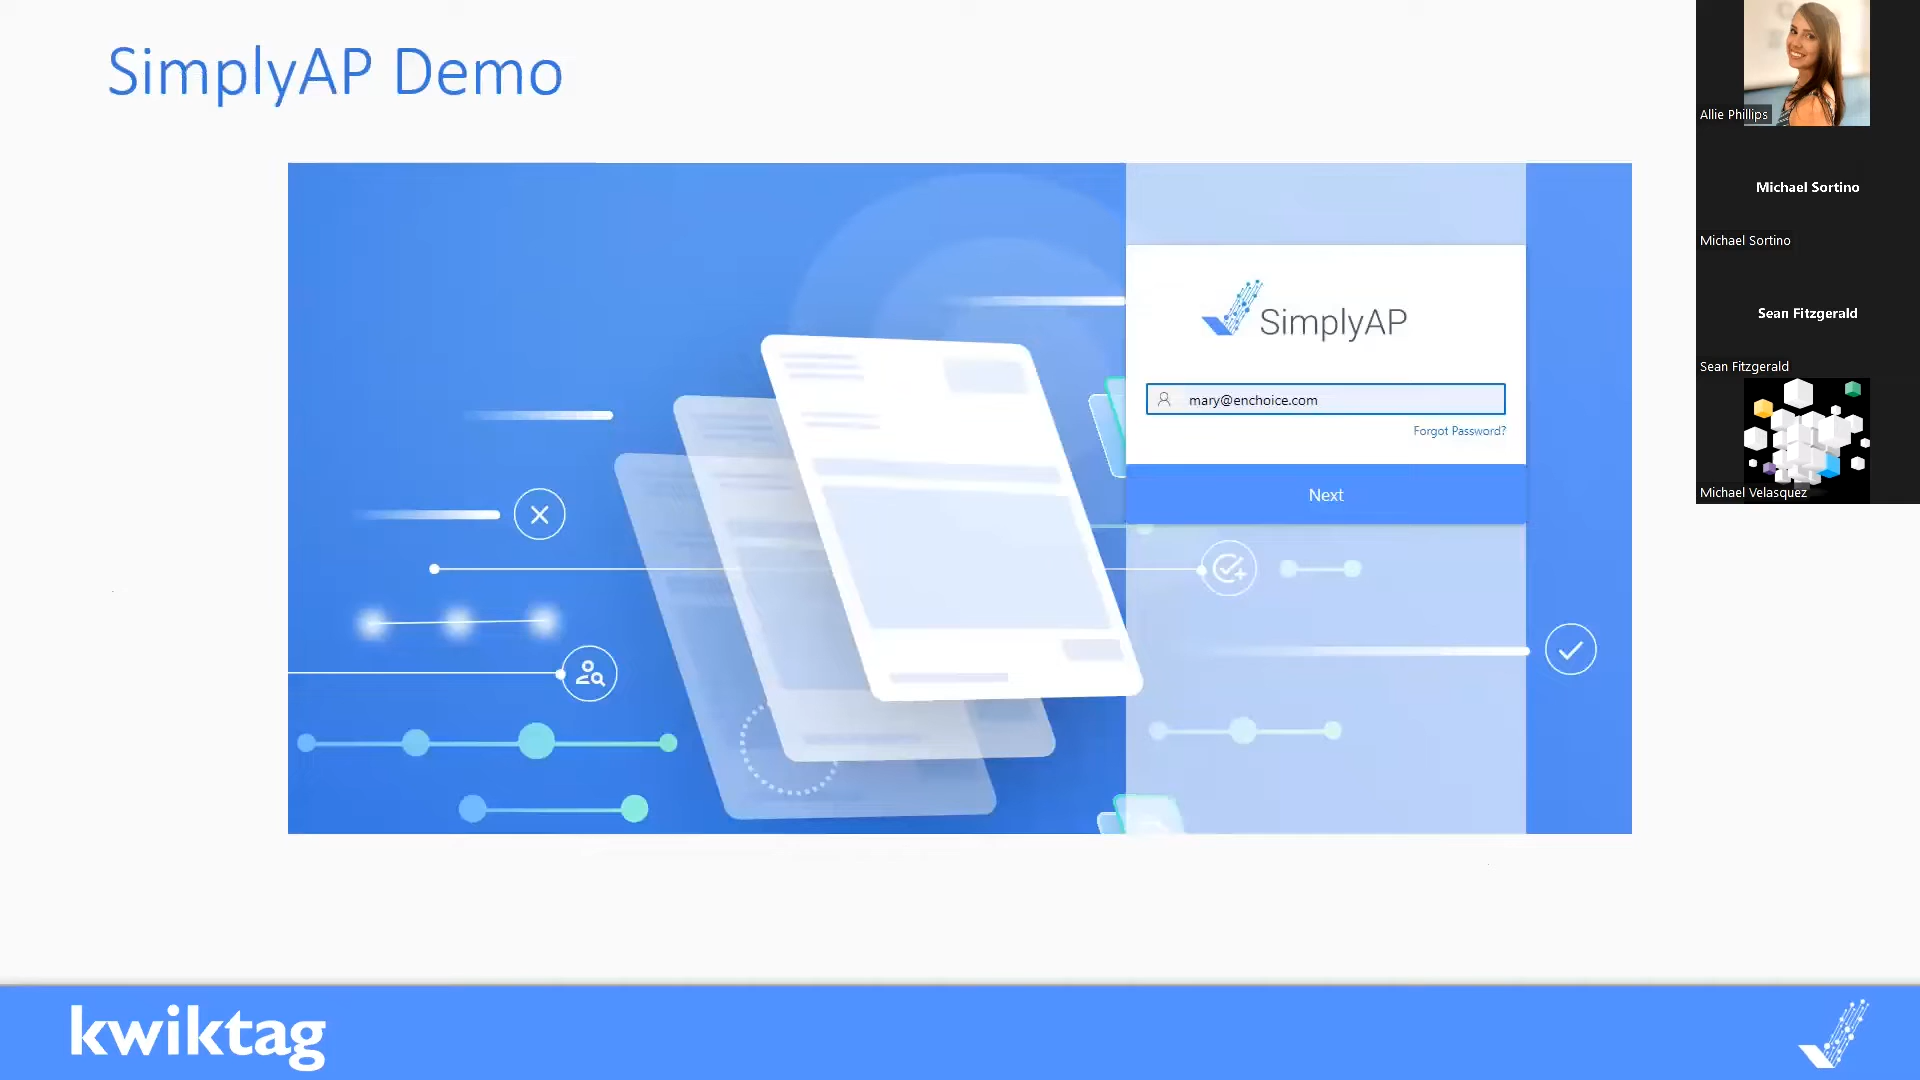 SimplyAP Demo
SimplyAP
mary@enchoice.com
Forgot Password?
Next
Allie Phillips
Michael Sortino
Michael Sortino
Sean Fitzgerald
Sean Fitzgerald
Michael Velasquez
kwiktag